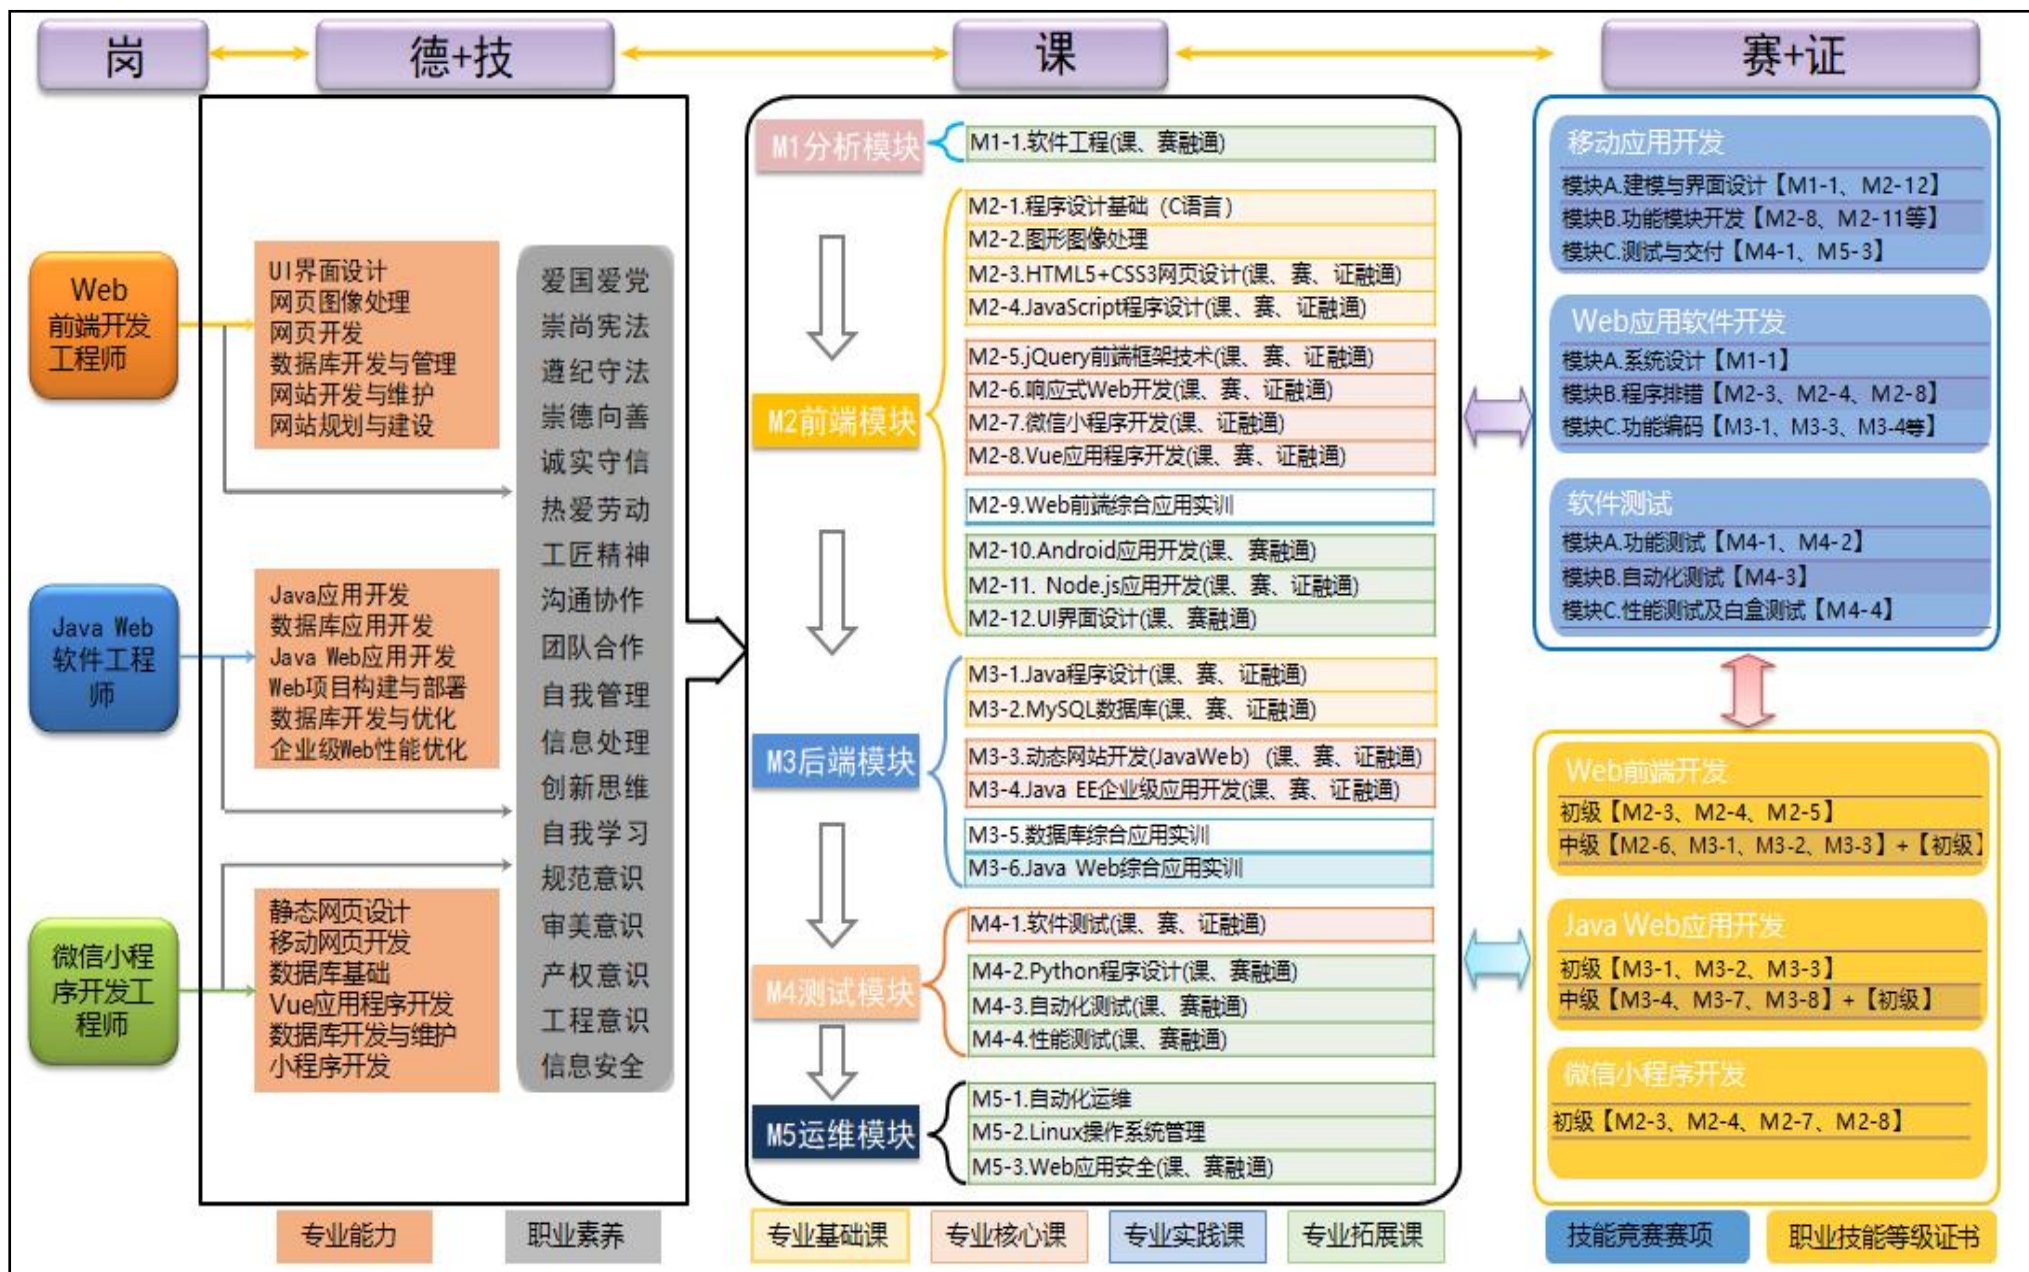 岗
德+技
课
赛+证
Web
前端开发
工程师
Java Web
软件工程
师
微信小程
序开发工
程师
UI界面设计
网页图像处理
网页开发
数据库开发与管理
网站开发与维护
网站规划与建设
Java应用开发
数据库应用开发
Java Web应用开发
Web项目构建与部署
数据库开发与优化
企业级Web性能优化
静态网页设计
移动网页开发
数据库基础
Vue应用程序开发
数据库开发与维护
小程序开发
爱国爱党
崇尚宪法
遵纪守法
崇德向善
诚实守信
热爱劳动
工匠精神
沟通协作
团队合作
自我管理
信息处理
创新思维
自我学习
规范意识
审美意识
产权意识
工程意识
信息安全
M1分析模块
M1-1.软件工程(课、赛融通)
M2前端模块
M2-1.程序设计基础（C语言）
M2-2.图形图像处理
M2-3.HTML5+CSS3网页设计(课、赛、证融通)
M2-4.JavaScript程序设计(课、赛、证融通)
M2-5.jQuery前端框架技术(课、赛、证融通)
M2-6.响应式Web开发(课、赛、证融通)
M2-7.微信小程序开发(课、证融通)
M2-8.Vue应用程序开发(课、赛、证融通)
M2-9.Web前端综合应用实训
M2-10.Android应用开发(课、赛融通)
M2-11. Node.js应用开发(课、赛、证融通)
M2-12.UI界面设计(课、赛融通)
M3后端模块
M3-1.Java程序设计(课、赛、证融通)
M3-2.MySQL数据库(课、赛、证融通)
M3-3.动态网站开发(JavaWeb) (课、赛、证融通)
M3-4.Java EE企业级应用开发(课、赛、证融通)
M3-5.数据库综合应用实训
M3-6.Java Web综合应用实训
M4测试模块
M4-1.软件测试(课、赛、证融通)
M4-2.Python程序设计(课、赛融通)
M4-3.自动化测试(课、赛融通)
M4-4.性能测试(课、赛融通)
M5运维模块
M5-1.自动化运维
M5-2.Linux操作系统管理
M5-3.Web应用安全(课、赛融通)
移动应用开发
模块A.建模与界面设计【M1-1、M2-12】
模块B.功能模块开发【M2-8、M2-11等】
模块C.测试与交付【M4-1、M5-3】
Web应用软件开发
模块A.系统设计【M1-1】
模块B.程序排错【M2-3、M2-4、M2-8】
模块C.功能编码【M3-1、M3-3、M3-4等】
软件测试
模块A.功能测试【M4-1、M4-2】
模块B.自动化测试【M4-3】
模块C.性能测试及白盒测试【M4-4】
Web前端开发
初级【M2-3、M2-4、M2-5】
中级【M2-6、M3-1、M3-2、M3-3】+【初级】
Java Web应用开发
初级【M3-1、M3-2、M3-3】
中级【M3-4、M3-7、M3-8】+【初级】
微信小程序开发
初级【M2-3、M2-4、M2-7、M2-8】
专业能力
职业素养
专业基础课
专业核心课
专业实践课
专业拓展课
技能竞赛赛项
职业技能等级证书